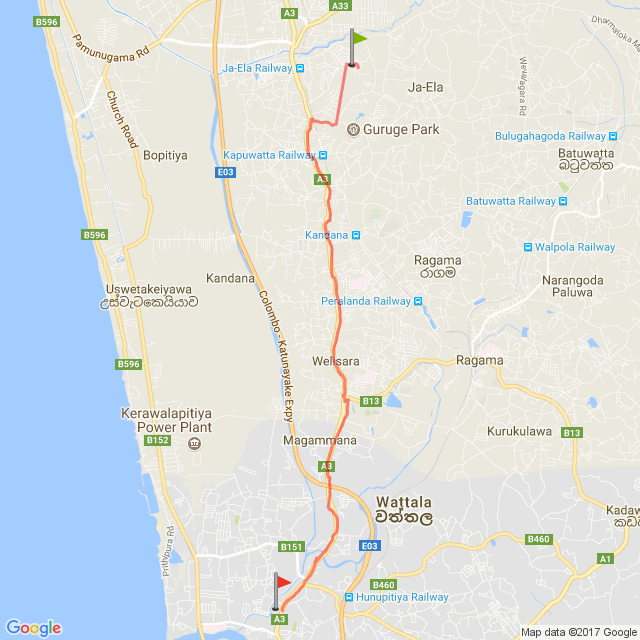 A33
B596
A3
Pamunugama Rd
Dharmaloka Ma
Ja-Ela Railway
Wewalagara Rd
Ja-Ela
Church Road
Guruge Park
Bulugahagoda Railway
Bopitiya
Kapuwatta Railway
Batuwatta
බටුවත්ත
E03
A3
Batuwatta Railway
B596
Kandana
Walpola Railway
Ragama
රාගම
Kandana
Narangoda
Paluwa
Uswetakeiyawa
උස්වැටකෙයියාව
Colombo - Katunayake Expy
Peralanda Railway
B596
Welisara
Ragama
B13
Kerawalapitiya
Power Plant
B152
Magammana
Kurukulawa
B13
A3
Wattala
වත්තල
Kadaw
කඩව
Prithipura Rd
B151
E03
B460
A1
B460
Hunupitiya Railway
A3
Google
Map data ©2017 Google